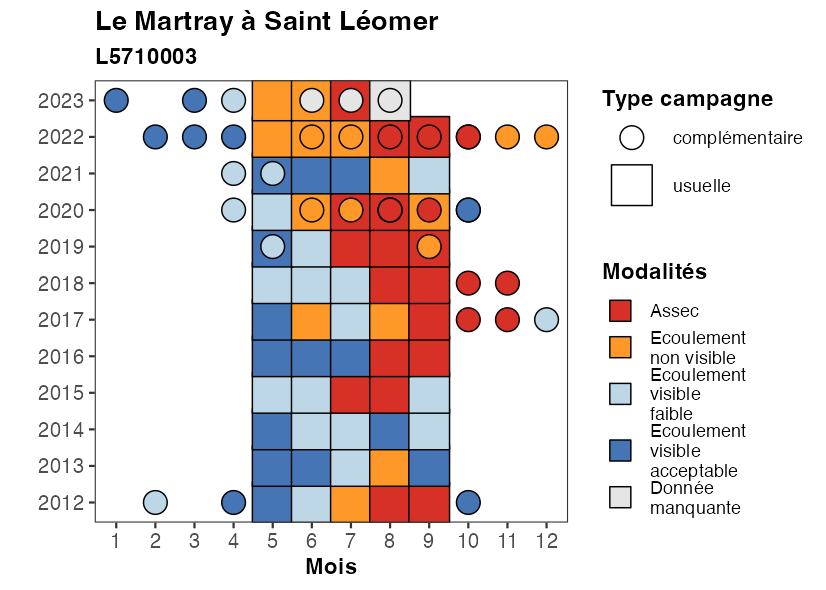 Le Martray à Saint Léomer
L5710003
2023
2022
2021
2020
2019
2018
2017
2016
2015
2014
2013
2012
1 2 3 4 5 6 7 8 9 10 11 12
Mois
Type campagne
complémentaire
usuelle
Modalités
Assec
Ecoulement
non visible
Ecoulement
visible
faible
Ecoulement
visible
acceptable
Donnée
manquante